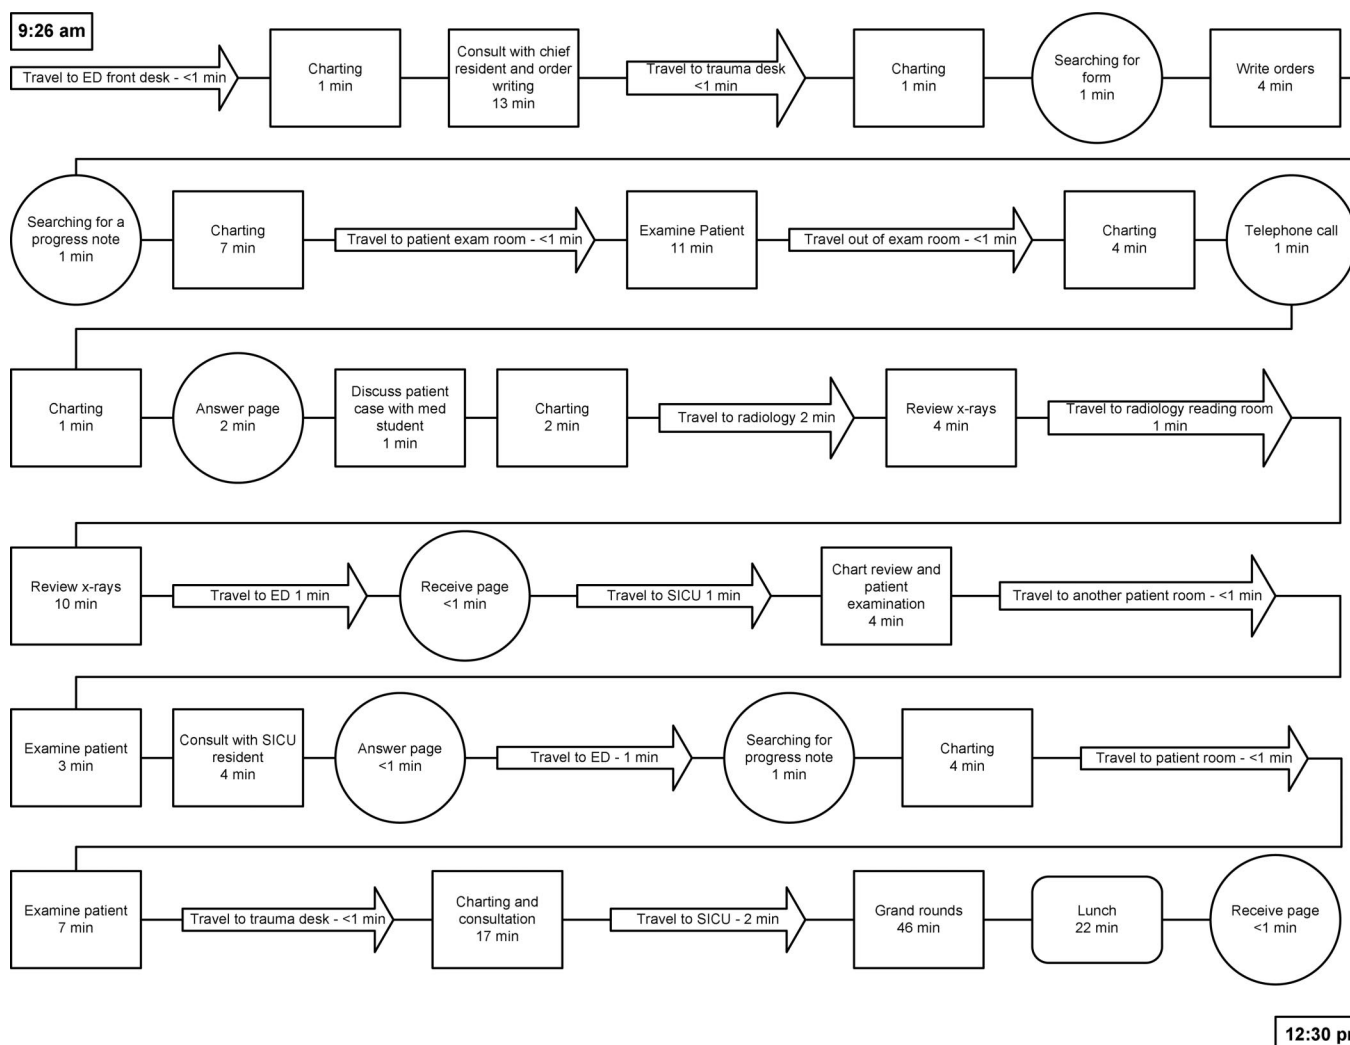 9:26 am
Travel to ED front desk - <1 min
Charting
1 min
Consult with chief
resident and order
writing
13 min
Travel to trauma desk
<1 min
Charting
1 min
Searching for
form
1 min
Write orders
4 min
Searching for a
progress note
1 min
Charting
7 min
Travel to patient exam room - <1 min
Examine Patient
11 min
Travel out of exam room - <1 min
Charting
4 min
Telephone call
1 min
Charting
1 min
Answer page
2 min
Discuss patient
case with med
student
1 min
Charting
2 min
Travel to radiology 2 min
Review x-rays
4 min
Travel to radiology reading room
1 min
Review x-rays
10 min
Travel to ED 1 min
Receive page
<1 min
Travel to SICU 1 min
Chart review and
patient
examination
4 min
Travel to another patient room - <1 min
Examine patient
3 min
Consult with SICU
resident
4 min
Answer page
<1 min
Travel to ED - 1 min
Searching for
progress note
1 min
Charting
4 min
Travel to patient room - <1 min
Examine patient
7 min
Travel to trauma desk - <1 min
Charting and
consultation
17 min
Travel to SICU - 2 min
Grand rounds
46 min
Lunch
22 min
Receive page
<1 min
12:30 p